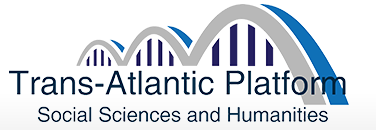 Trans-Atlantic Platform
Social Sciences and Humanities